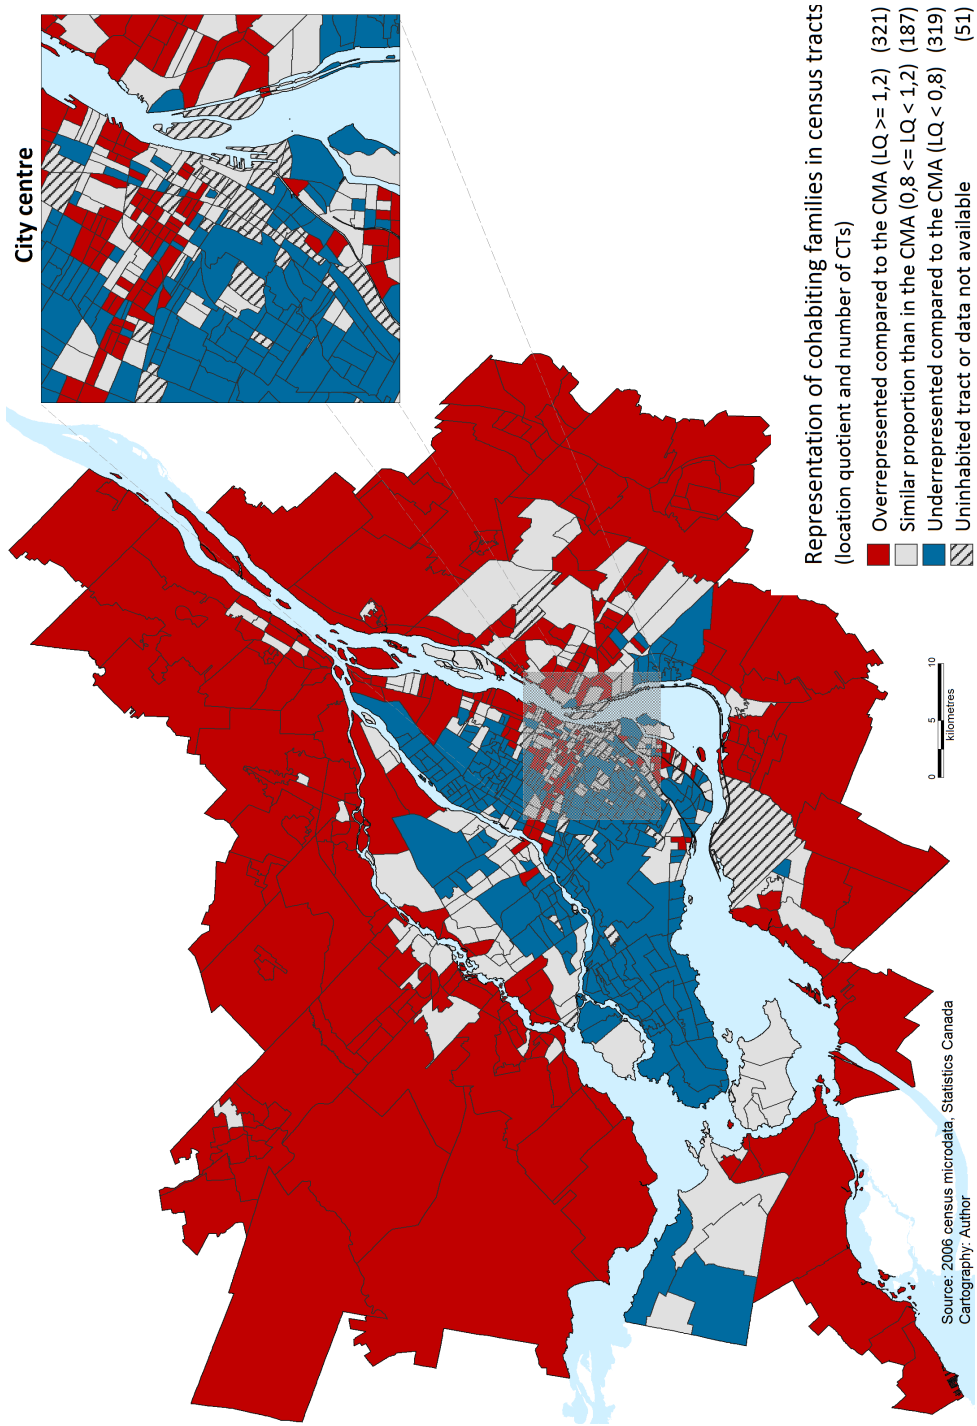 City centre
Representation of cohabiting families in census tracts
(location quotient and number of CTs)
Overrepresented compared to the CMA (LQ >= 1,2) (321)
Similar proportion than in the CMA (0,8 <= LQ < 1,2) (187)
Underrepresented compared to the CMA (LQ < 0,8) (319)
Uninhabited tract or data not available (51)
0 5 10
kilometres
Source: 2006 census microdata, Statistics Canada
Cartography: Author